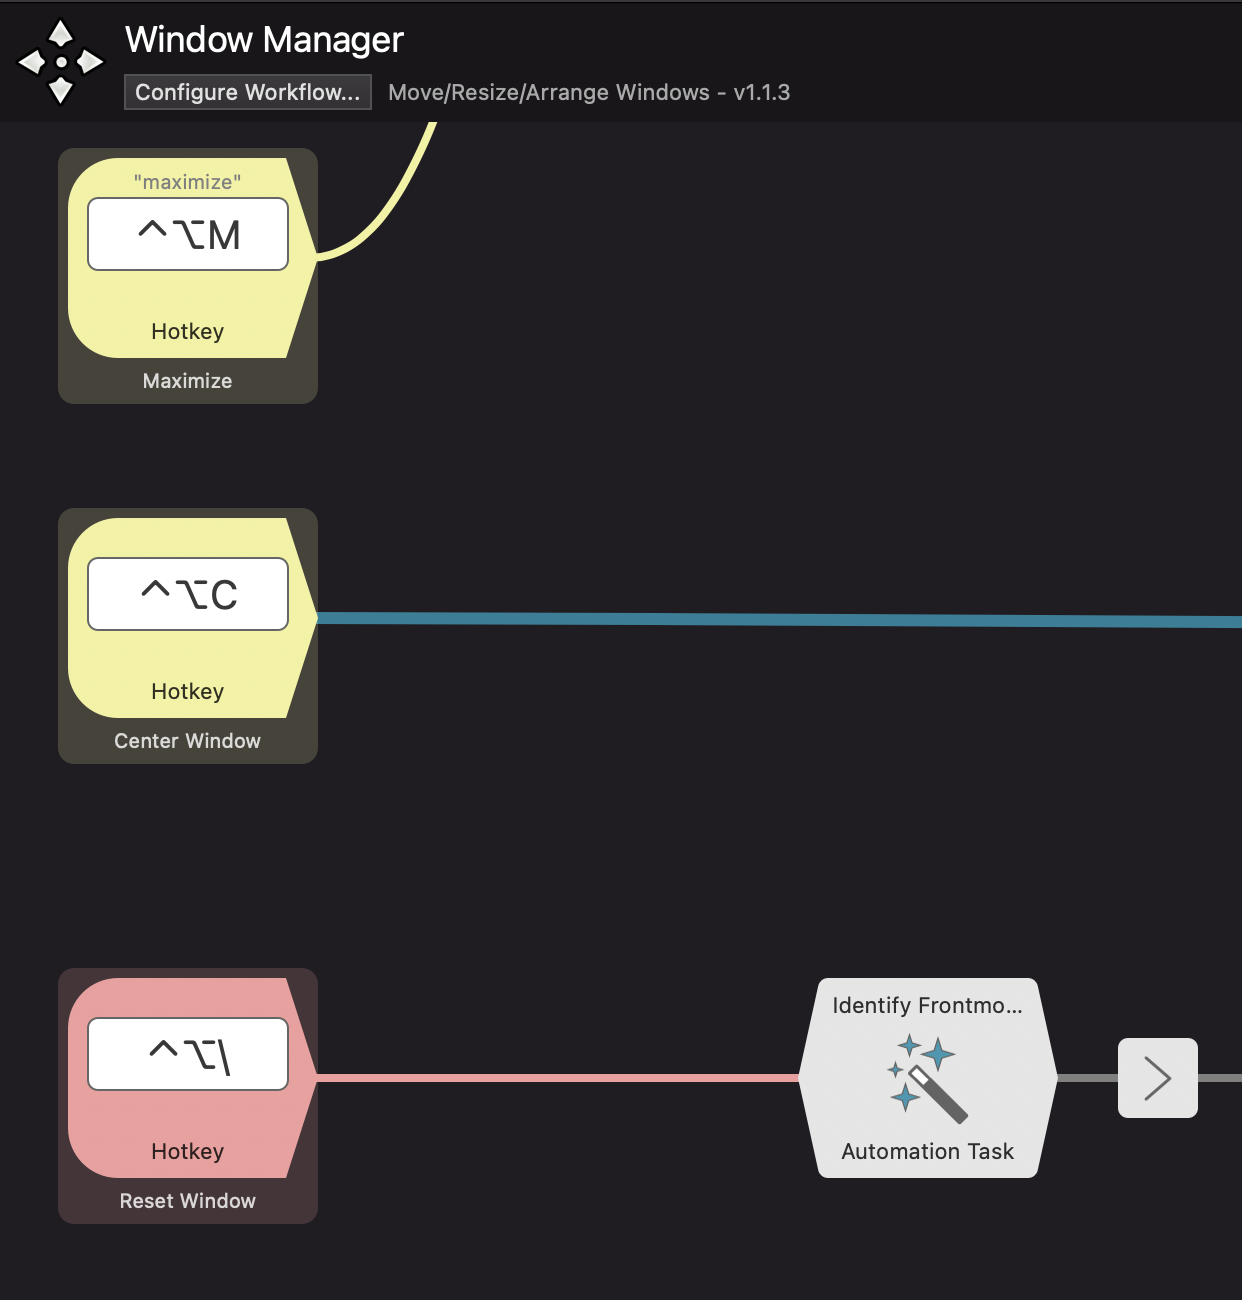 Window Manager
Configure Workflow...
Move/Resize/Arrange Windows - v1.1.3
"maximize"
^⌥M
Hotkey
Maximize
^⌥C
Hotkey
Center Window
^⌥\
Hotkey
Reset Window
Identify Frontmo...
Automation Task